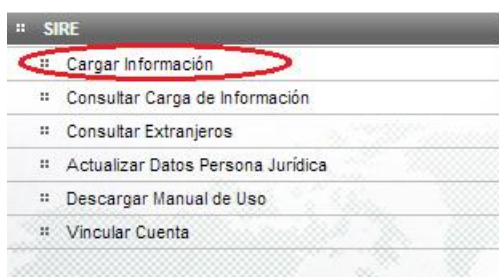 SIRE
Cargar Información
Consultar Carga de Información
Consultar Extranjeros
Actualizar Datos Persona Jurídica
Descargar Manual de Uso
Vincular Cuenta